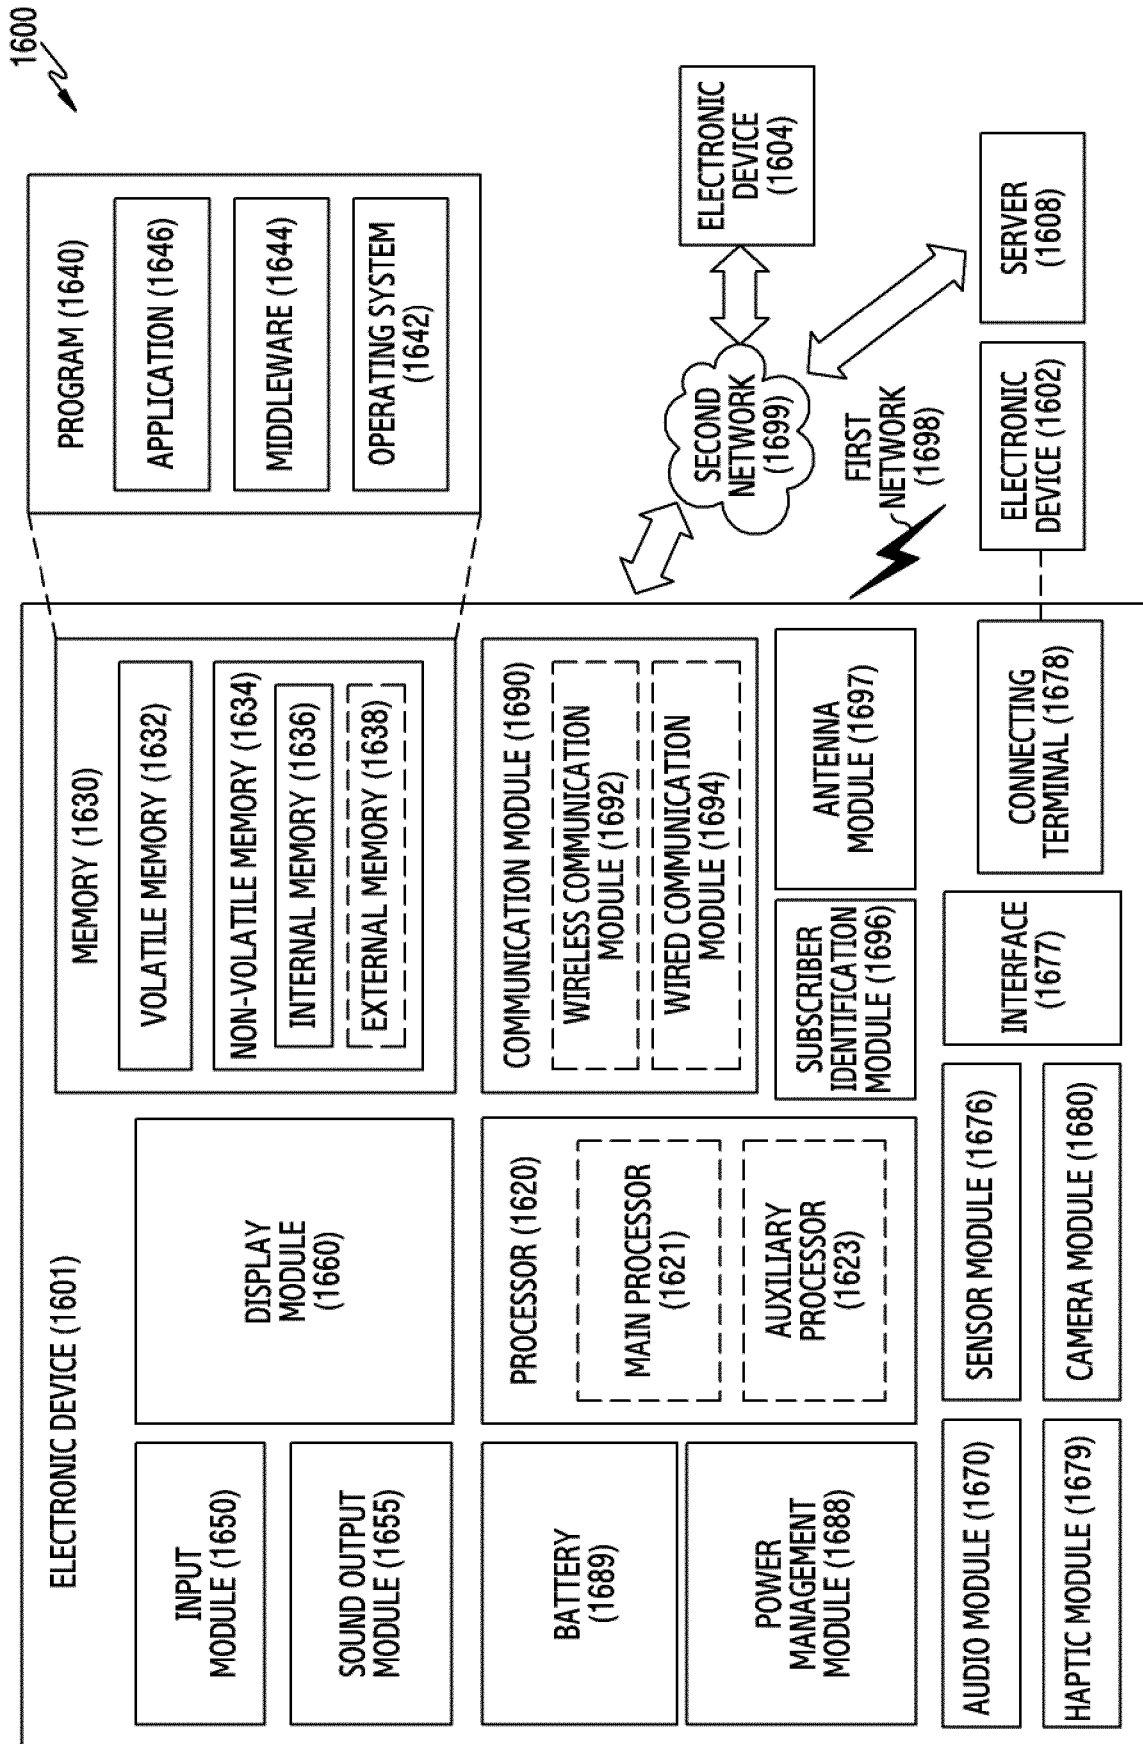 1600
ELECTRONIC DEVICE (1601)
INPUT
MODULE (1650)
SOUND OUTPUT
MODULE (1655)
DISPLAY
MODULE
(1660)
MEMORY (1630)
VOLATILE MEMORY (1632)
NON-VOLATILE MEMORY (1634)
INTERNAL MEMORY (1636)
EXTERNAL MEMORY (1638)
PROGRAM (1640)
APPLICATION (1646)
MIDDLEWARE (1644)
OPERATING SYSTEM
(1642)
BATTERY
(1689)
POWER
MANAGEMENT
MODULE (1688)
PROCESSOR (1620)
MAIN PROCESSOR
(1621)
AUXILIARY
PROCESSOR
(1623)
COMMUNICATION MODULE (1690)
WIRELESS COMMUNICATION
MODULE (1692)
WIRED COMMUNICATION
MODULE (1694)
SUBSCRIBER
IDENTIFICATION
MODULE (1696)
ANTENNA
MODULE (1697)
SECOND
NETWORK
(1699)
ELECTRONIC
DEVICE
(1604)
FIRST
NETWORK
(1698)
AUDIO MODULE (1670)
HAPTIC MODULE (1679)
SENSOR MODULE (1676)
CAMERA MODULE (1680)
INTERFACE
(1677)
CONNECTING
TERMINAL (1678)
ELECTRONIC
DEVICE (1602)
SERVER
(1608)